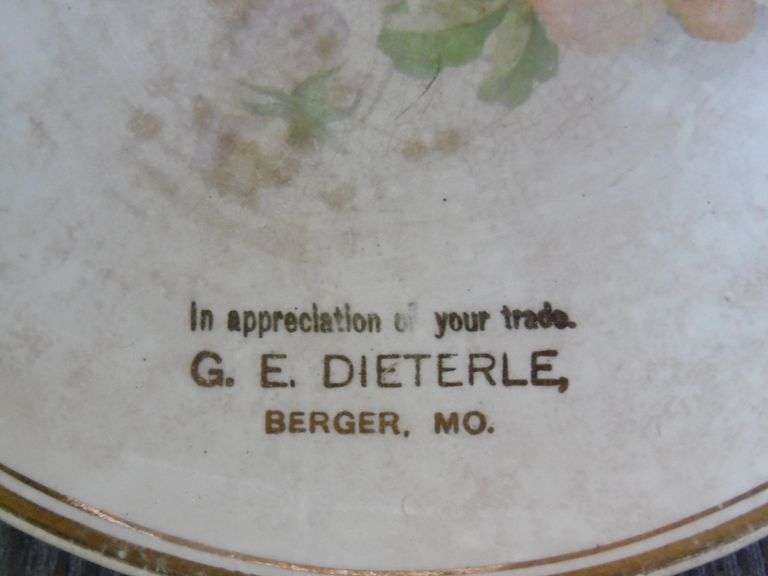 In appreciation of your trade.
G. E. DIETERLE,
BERGER, MO.